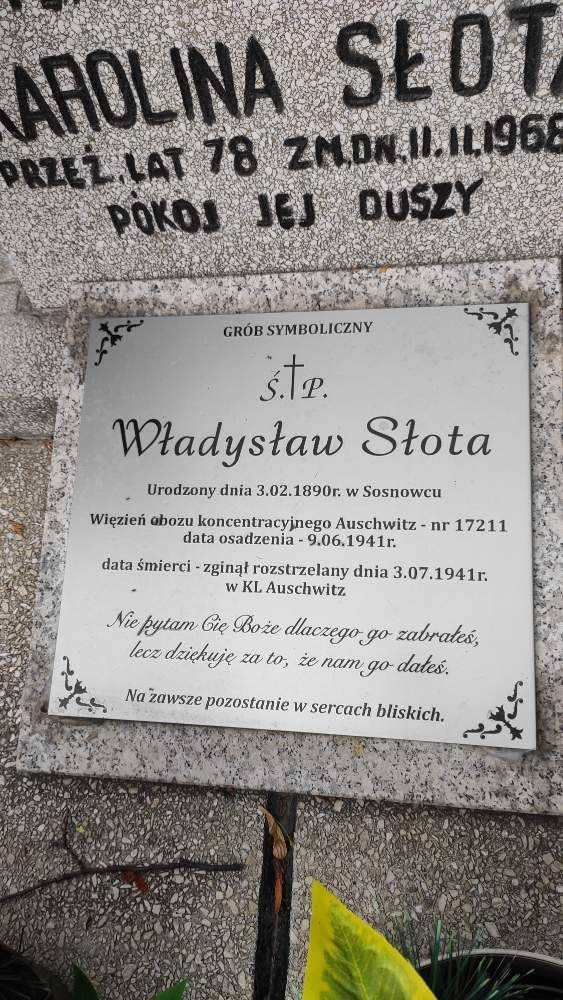 KAROLINA SŁOTA
PRZEŻ. LAT 78 ZM.DN. 11.II.1968
POKOJ JEJ DUSZY
GRÓB SYMBOLICZNY
Ś.†P.
Władysław Słota
Urodzony dnia 3.02.1890r. w Sosnowcu
Więzień obozu koncentracyjnego Auschwitz - nr 17211
data osadzenia - 9.06.1941r.
data śmierci - zginął rozstrzelany dnia 3.07.1941r.
w KL Auschwitz
Nie pytam Cię Boże dlaczego go zabrałeś,
lecz dziękuję za to, że nam go dałeś.
Na zawsze pozostanie w sercach bliskich.